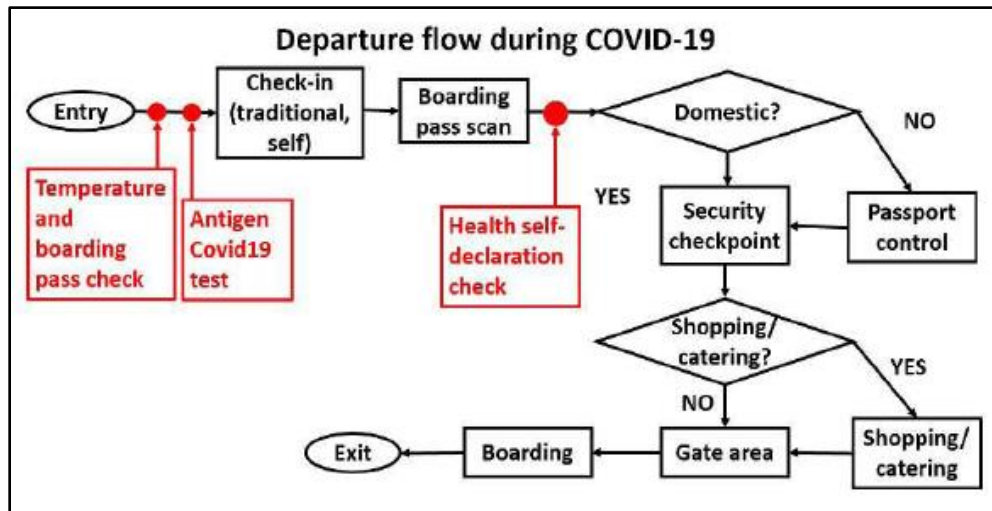 Departure flow during COVID-19
Entry
Check-in
(traditional,
self)
Boarding
pass scan
Domestic?
NO
Temperature
and
boarding
pass check
Antigen
Covid19
test
Health self-
declaration
check
YES
Security
checkpoint
Passport
control
Shopping/
catering?
YES
NO
Exit
Boarding
Gate area
Shopping/
catering